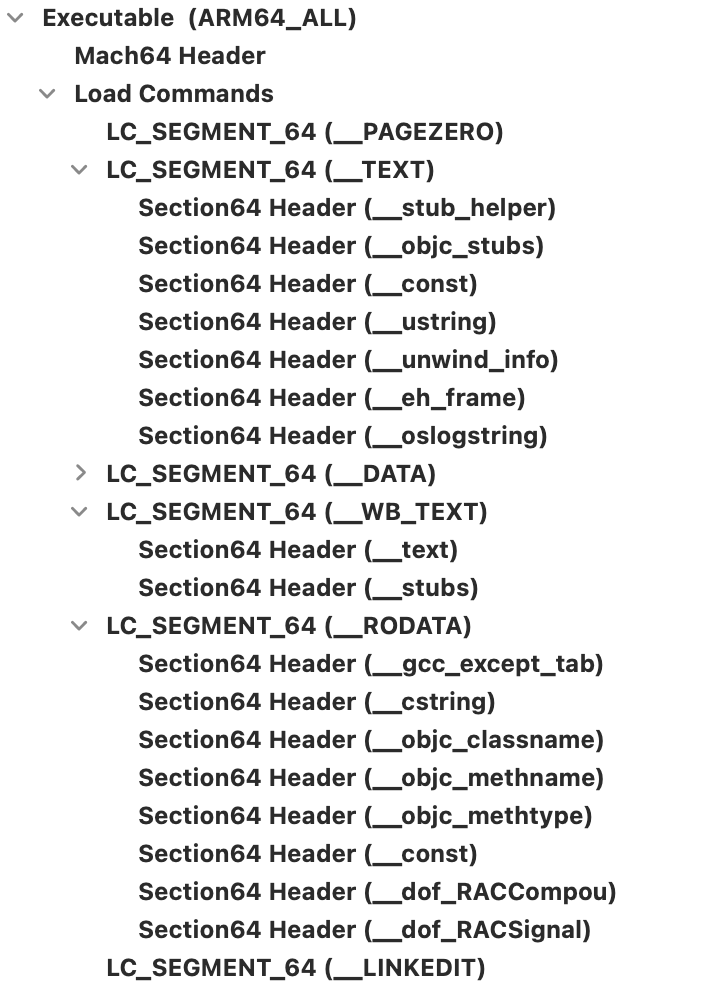 Executable  (ARM64_ALL)
Mach64 Header
Load Commands
LC_SEGMENT_64 (__PAGEZERO)
LC_SEGMENT_64 (__TEXT)
Section64 Header (__stub_helper)
Section64 Header (__objc_stubs)
Section64 Header (__const)
Section64 Header (__ustring)
Section64 Header (__unwind_info)
Section64 Header (__eh_frame)
Section64 Header (__oslogstring)
LC_SEGMENT_64 (__DATA)
LC_SEGMENT_64 (__WB_TEXT)
Section64 Header (__text)
Section64 Header (__stubs)
LC_SEGMENT_64 (__RODATA)
Section64 Header (__gcc_except_tab)
Section64 Header (__cstring)
Section64 Header (__objc_classname)
Section64 Header (__objc_methname)
Section64 Header (__objc_methtype)
Section64 Header (__const)
Section64 Header (__dof_RACCompou)
Section64 Header (__dof_RACSignal)
LC_SEGMENT_64 (__LINKEDIT)